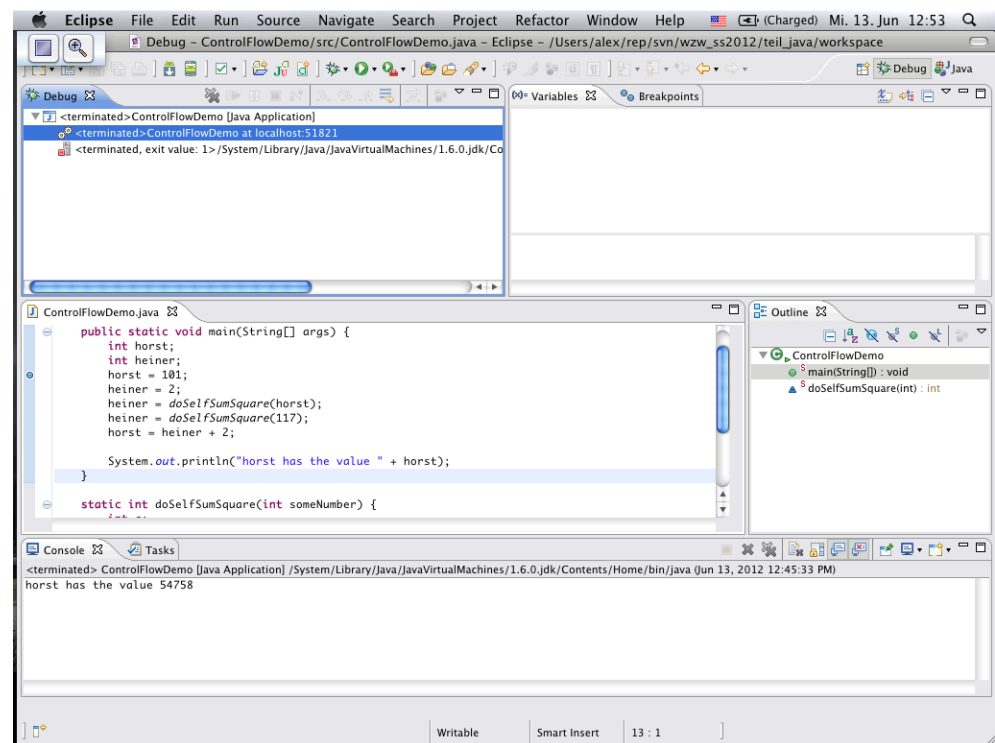 Eclipse File Edit Run Source Navigate Search Project Refactor Window Help (Charged) Mi. 13. Jun 12:53
Debug – ControlFlowDemo/src/ControlFlowDemo.java – Eclipse – /Users/alex/rep/svn/wzw_ss2012/teil_java/workspace
Debug Java
Debug
Variables Breakpoints
<terminated>ControlFlowDemo [Java Application]
<terminated>ControlFlowDemo at localhost:51821
<terminated, exit value: 1>/System/Library/Java/JavaVirtualMachines/1.6.0.jdk/Co
ControlFlowDemo.java
public static void main(String[] args) {
int horst;
int heiner;
horst = 101;
heiner = 2;
heiner = doSelfSumSquare(horst);
heiner = doSelfSumSquare(117);
horst = heiner + 2;
System.out.println("horst has the value " + horst);
}
static int doSelfSumSquare(int someNumber) {
Outline
ControlFlowDemo
main(String[]) : void
doSelfSumSquare(int) : int
Console Tasks
<terminated> ControlFlowDemo [Java Application] /System/Library/Java/JavaVirtualMachines/1.6.0.jdk/Contents/Home/bin/java (Jun 13, 2012 12:45:33 PM)
horst has the value 54758
Writable Smart Insert 13 : 1